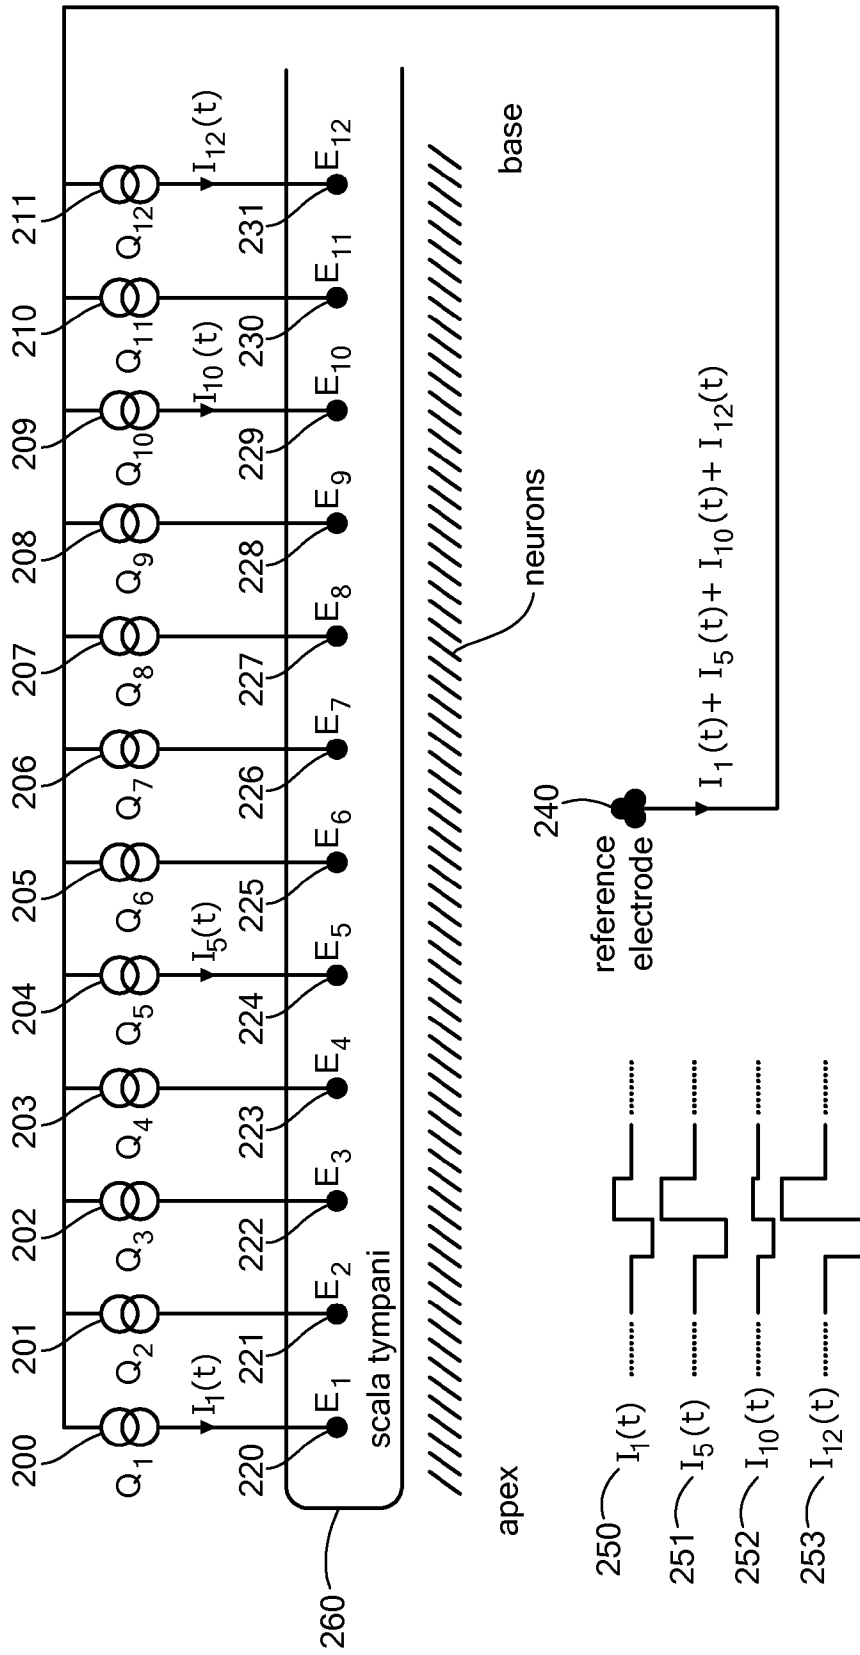 200 201 202 203 204 205 206 207 208 209 210 211
Q1 Q2 Q3 Q4 Q5 Q6 Q7 Q8 Q9 Q10 Q11 Q12
I1(t) I5(t) I10(t) I12(t)
220 221 222 223 224 225 226 227 228 229 230 231
E1 E2 E3 E4 E5 E6 E7 E8 E9 E10 E11 E12
scala tympani
260
apex
base
neurons
240
reference
electrode
I1(t) + I5(t) + I10(t) + I12(t)
250 I1(t)
251 I5(t)
252 I10(t)
253 I12(t)